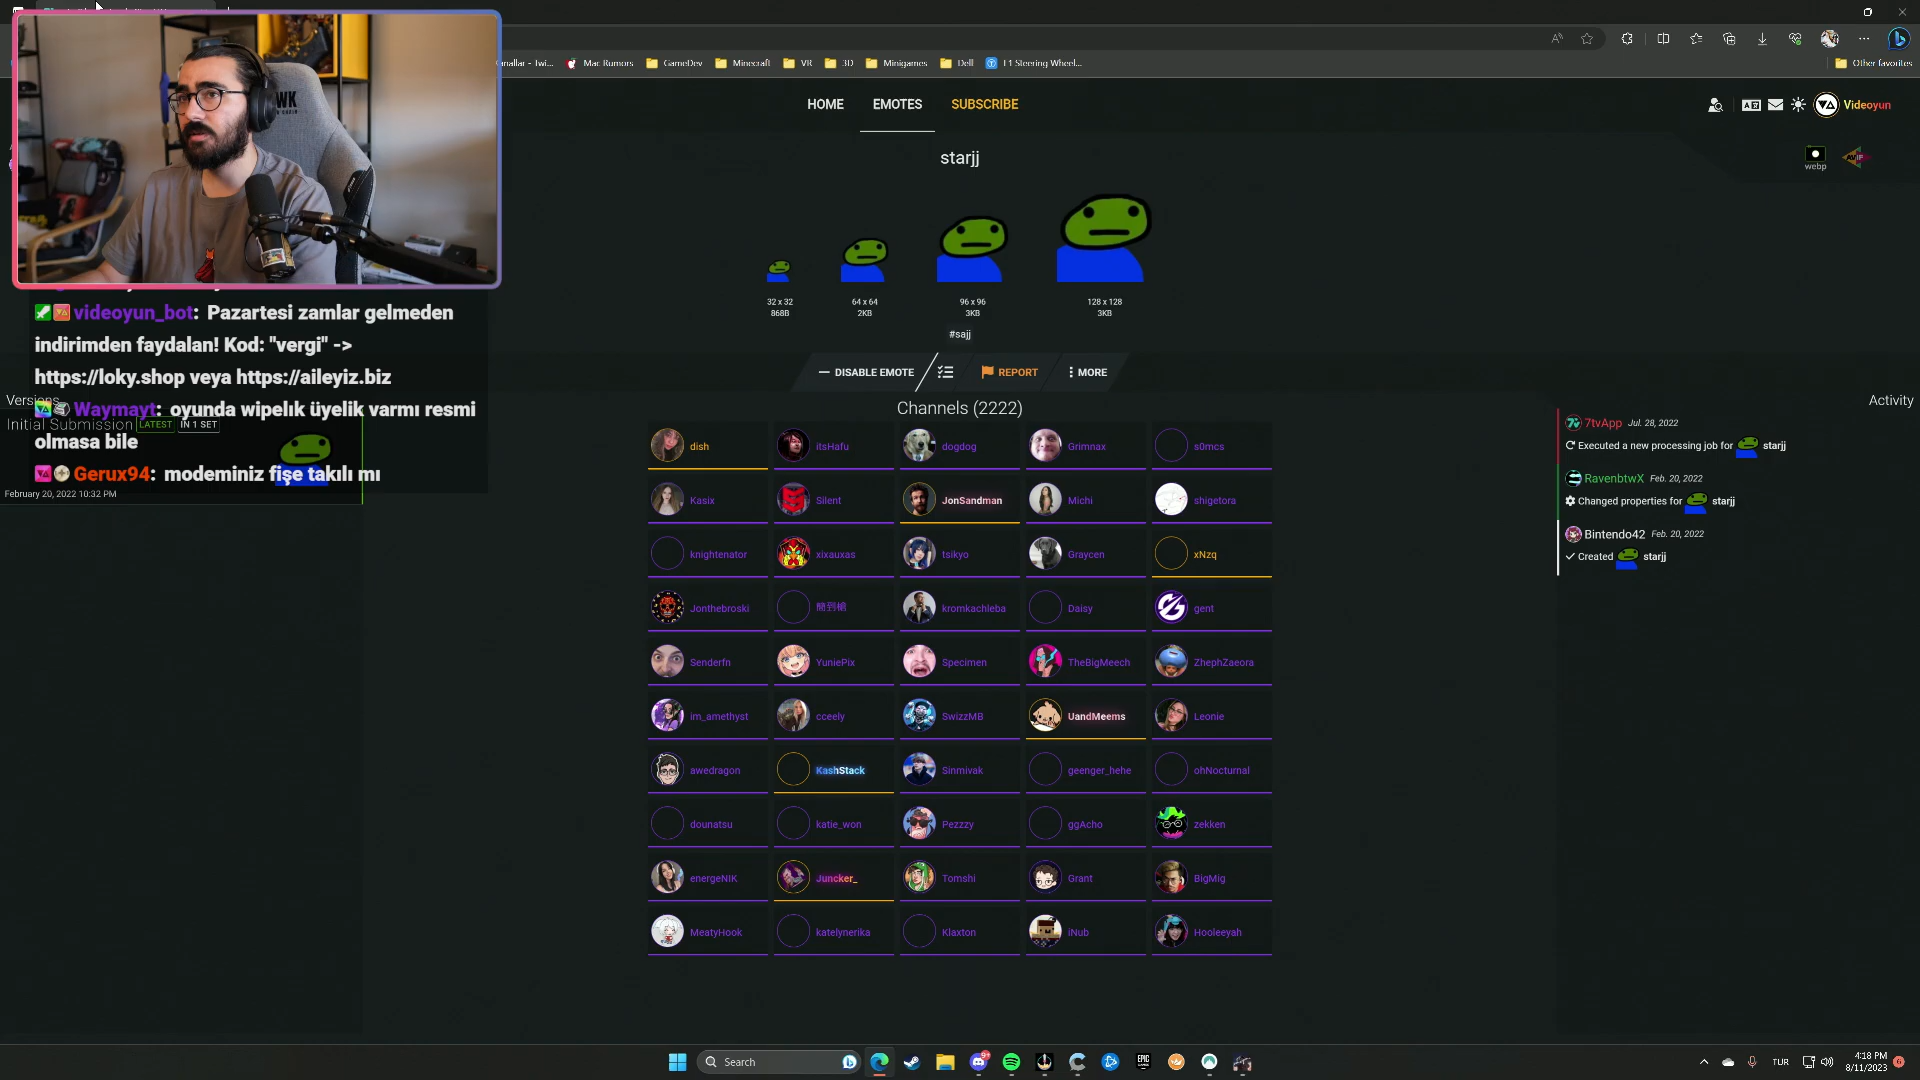 Mac Rumors
GameDev
Minecraft
VR
3D
Minigames
Dell
F1 Steering Wheel...
Other favorites
HOME
EMOTES
SUBSCRIBE
Videoyun
starjj
webp
32 x 32
868B
64 x 64
2KB
96 x 96
3KB
128 x 128
3KB
#sajj
DISABLE EMOTE
REPORT
MORE
videoyun_bot: Pazartesi zamlar gelmeden
indirimden faydalan! Kod: "vergi" ->
https://loky.shop veya https://aileyiz.biz
Waymayt: oyunda wipelık üyelik varmı resmi
olmasa bile
Gerux94: modeminiz fişe takılı mı
Versions
Initial Submission LATEST IN 1 SET
February 20, 2022 10:32 PM
Channels (2222)
dish itsHafu dogdog Grimnax s0mcs
Kasix Silent JonSandman Michi shigetora
knightenator xixauxas tsikyo Graycen xNzq
Jonthebroski 簡到槍 kromkachleba Daisy gent
Senderfn YuniePix Specimen TheBigMeech ZhephZaeora
im_amethyst cceely SwizzMB UandMeems Leonie
awedragon KashStack Sinmivak geenger_hehe ohNocturnal
dounatsu katie_won Pezzzy ggAcho zekken
energeNIK Juncker_ Tomshi Grant BigMig
MeatyHook katelynerika Klaxton iNub Hooleeyah
Activity
7tvApp Jul. 28, 2022
Executed a new processing job for starjj
RavenbtwX Feb. 20, 2022
Changed properties for starjj
Bintendo42 Feb. 20, 2022
Created starjj
Search
TUR
4:18 PM
8/11/2023